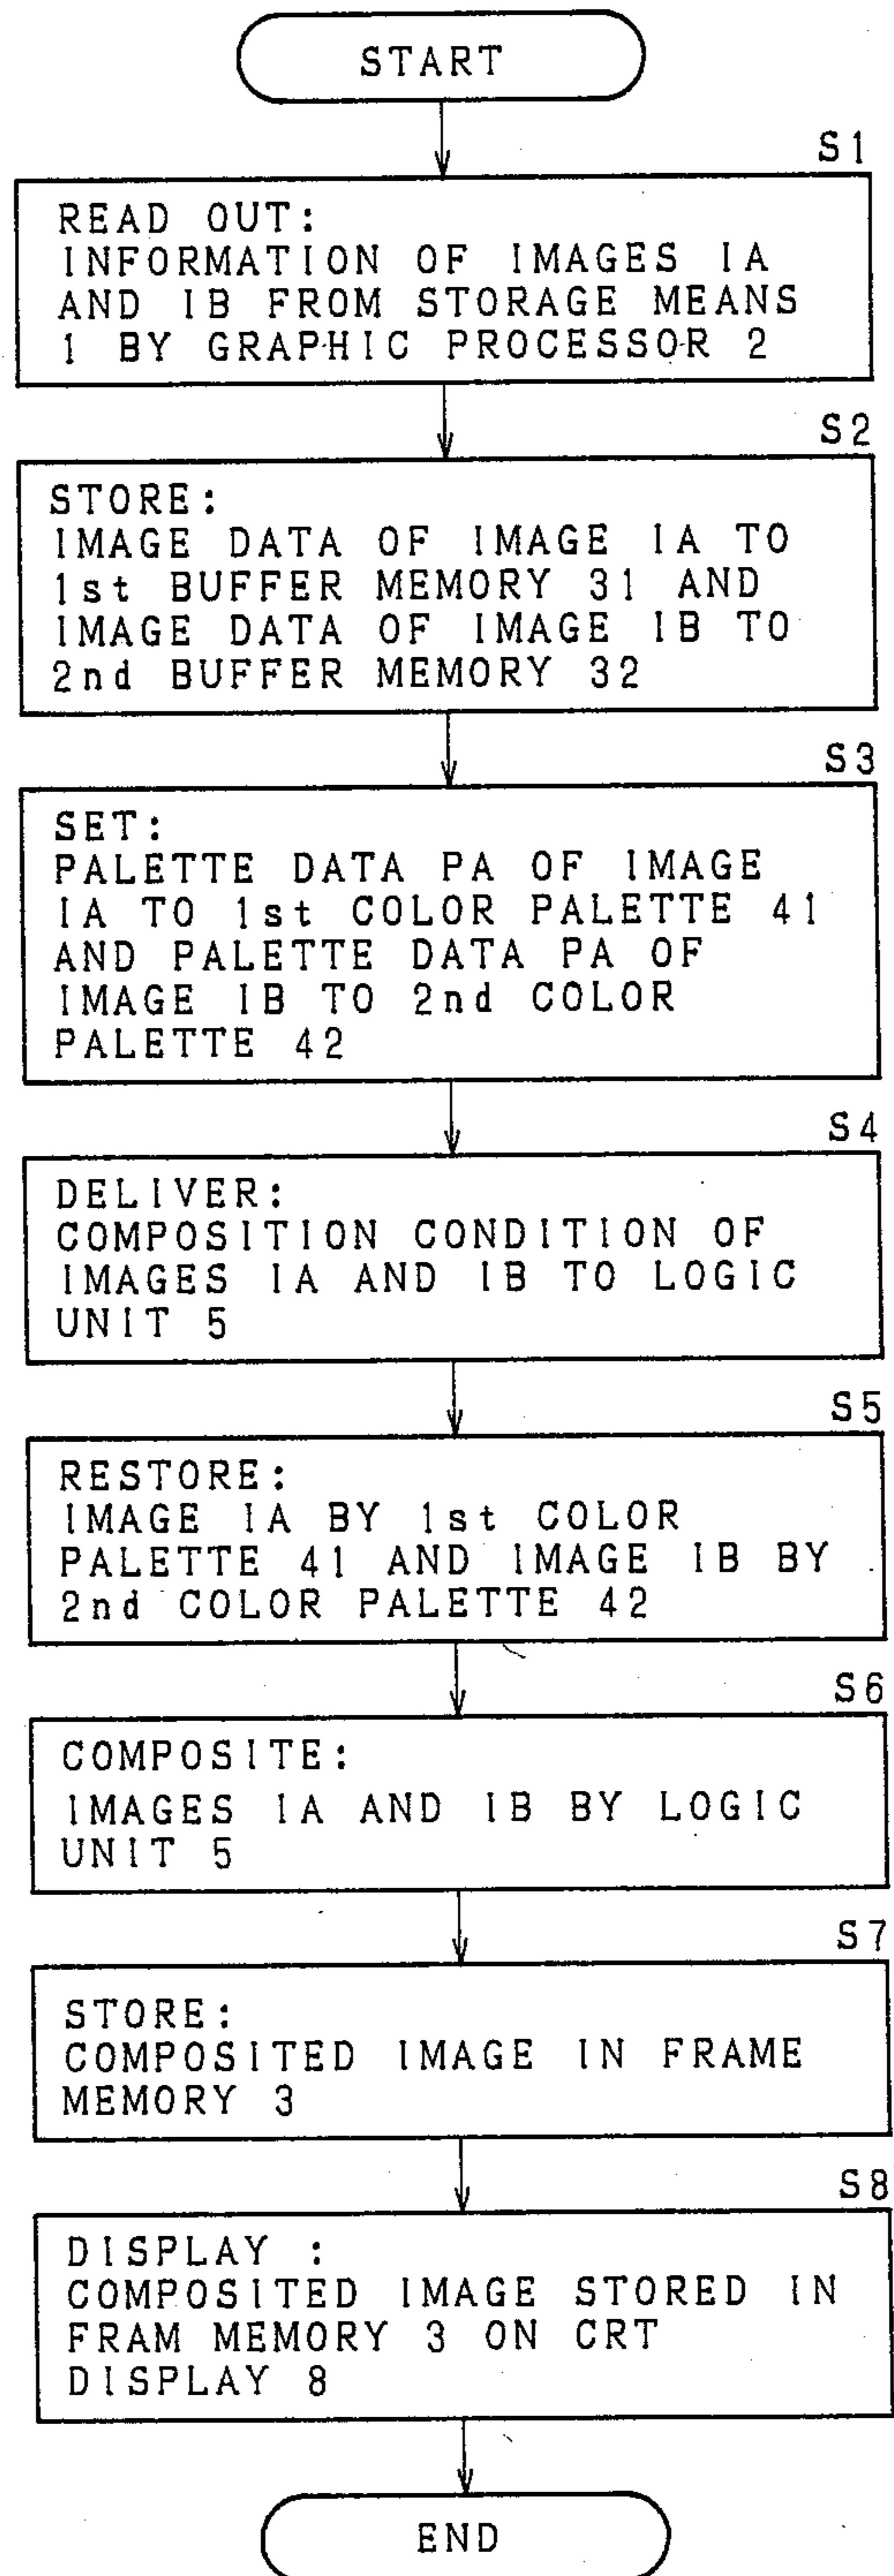 START
S1
READ OUT:
INFORMATION OF IMAGES IA
AND IB FROM STORAGE MEANS
1 BY GRAPHIC PROCESSOR 2
S2
STORE:
IMAGE DATA OF IMAGE IA TO
1st BUFFER MEMORY 31 AND
IMAGE DATA OF IMAGE IB TO
2nd BUFFER MEMORY 32
S3
SET:
PALETTE DATA PA OF IMAGE
IA TO 1st COLOR PALETTE 41
AND PALETTE DATA PA OF
IMAGE IB TO 2nd COLOR
PALETTE 42
S4
DELIVER:
COMPOSITION CONDITION OF
IMAGES IA AND IB TO LOGIC
UNIT 5
S5
RESTORE:
IMAGE IA BY 1st COLOR
PALETTE 41 AND IMAGE IB BY
2nd COLOR PALETTE 42
S6
COMPOSITE:
IMAGES IA AND IB BY LOGIC
UNIT 5
S7
STORE:
COMPOSITED IMAGE IN FRAME
MEMORY 3
S8
DISPLAY :
COMPOSITED IMAGE STORED IN
FRAM MEMORY 3 ON CRT
DISPLAY 8
END